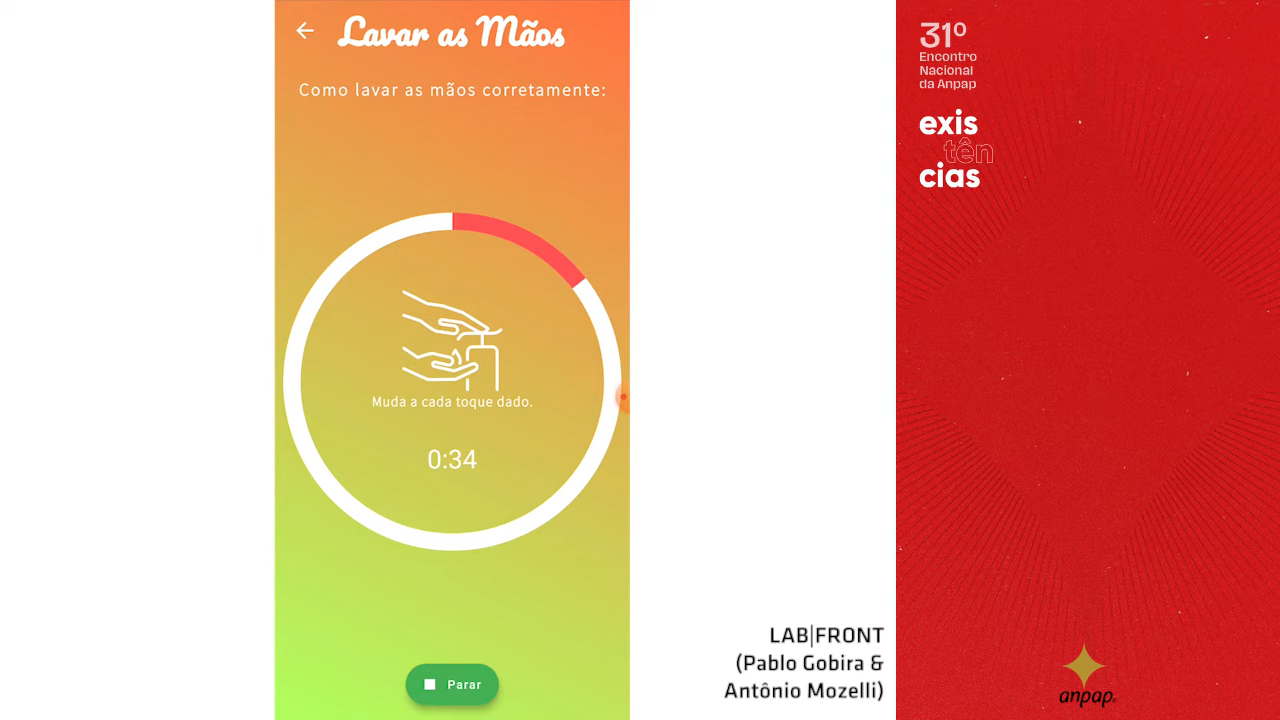 Lavar as Mãos
Como lavar as mãos corretamente:
Muda a cada toque dado.
0:34
Parar
LAB|FRONT
(Pablo Gobira &
Antônio Mozelli)
31º
Encontro
Nacional
da Anpap
exis
tên
cias
anpap